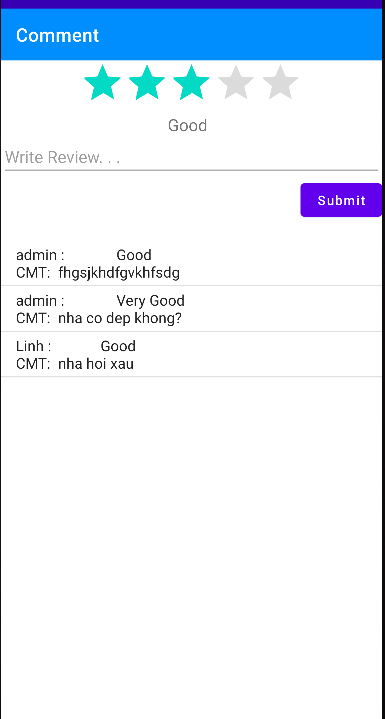 Comment
Good
Write Review. . .
Submit
admin : Good
CMT: fhgsjkhdfgvkhfsdg
admin : Very Good
CMT: nha co dep khong?
Linh : Good
CMT: nha hoi xau